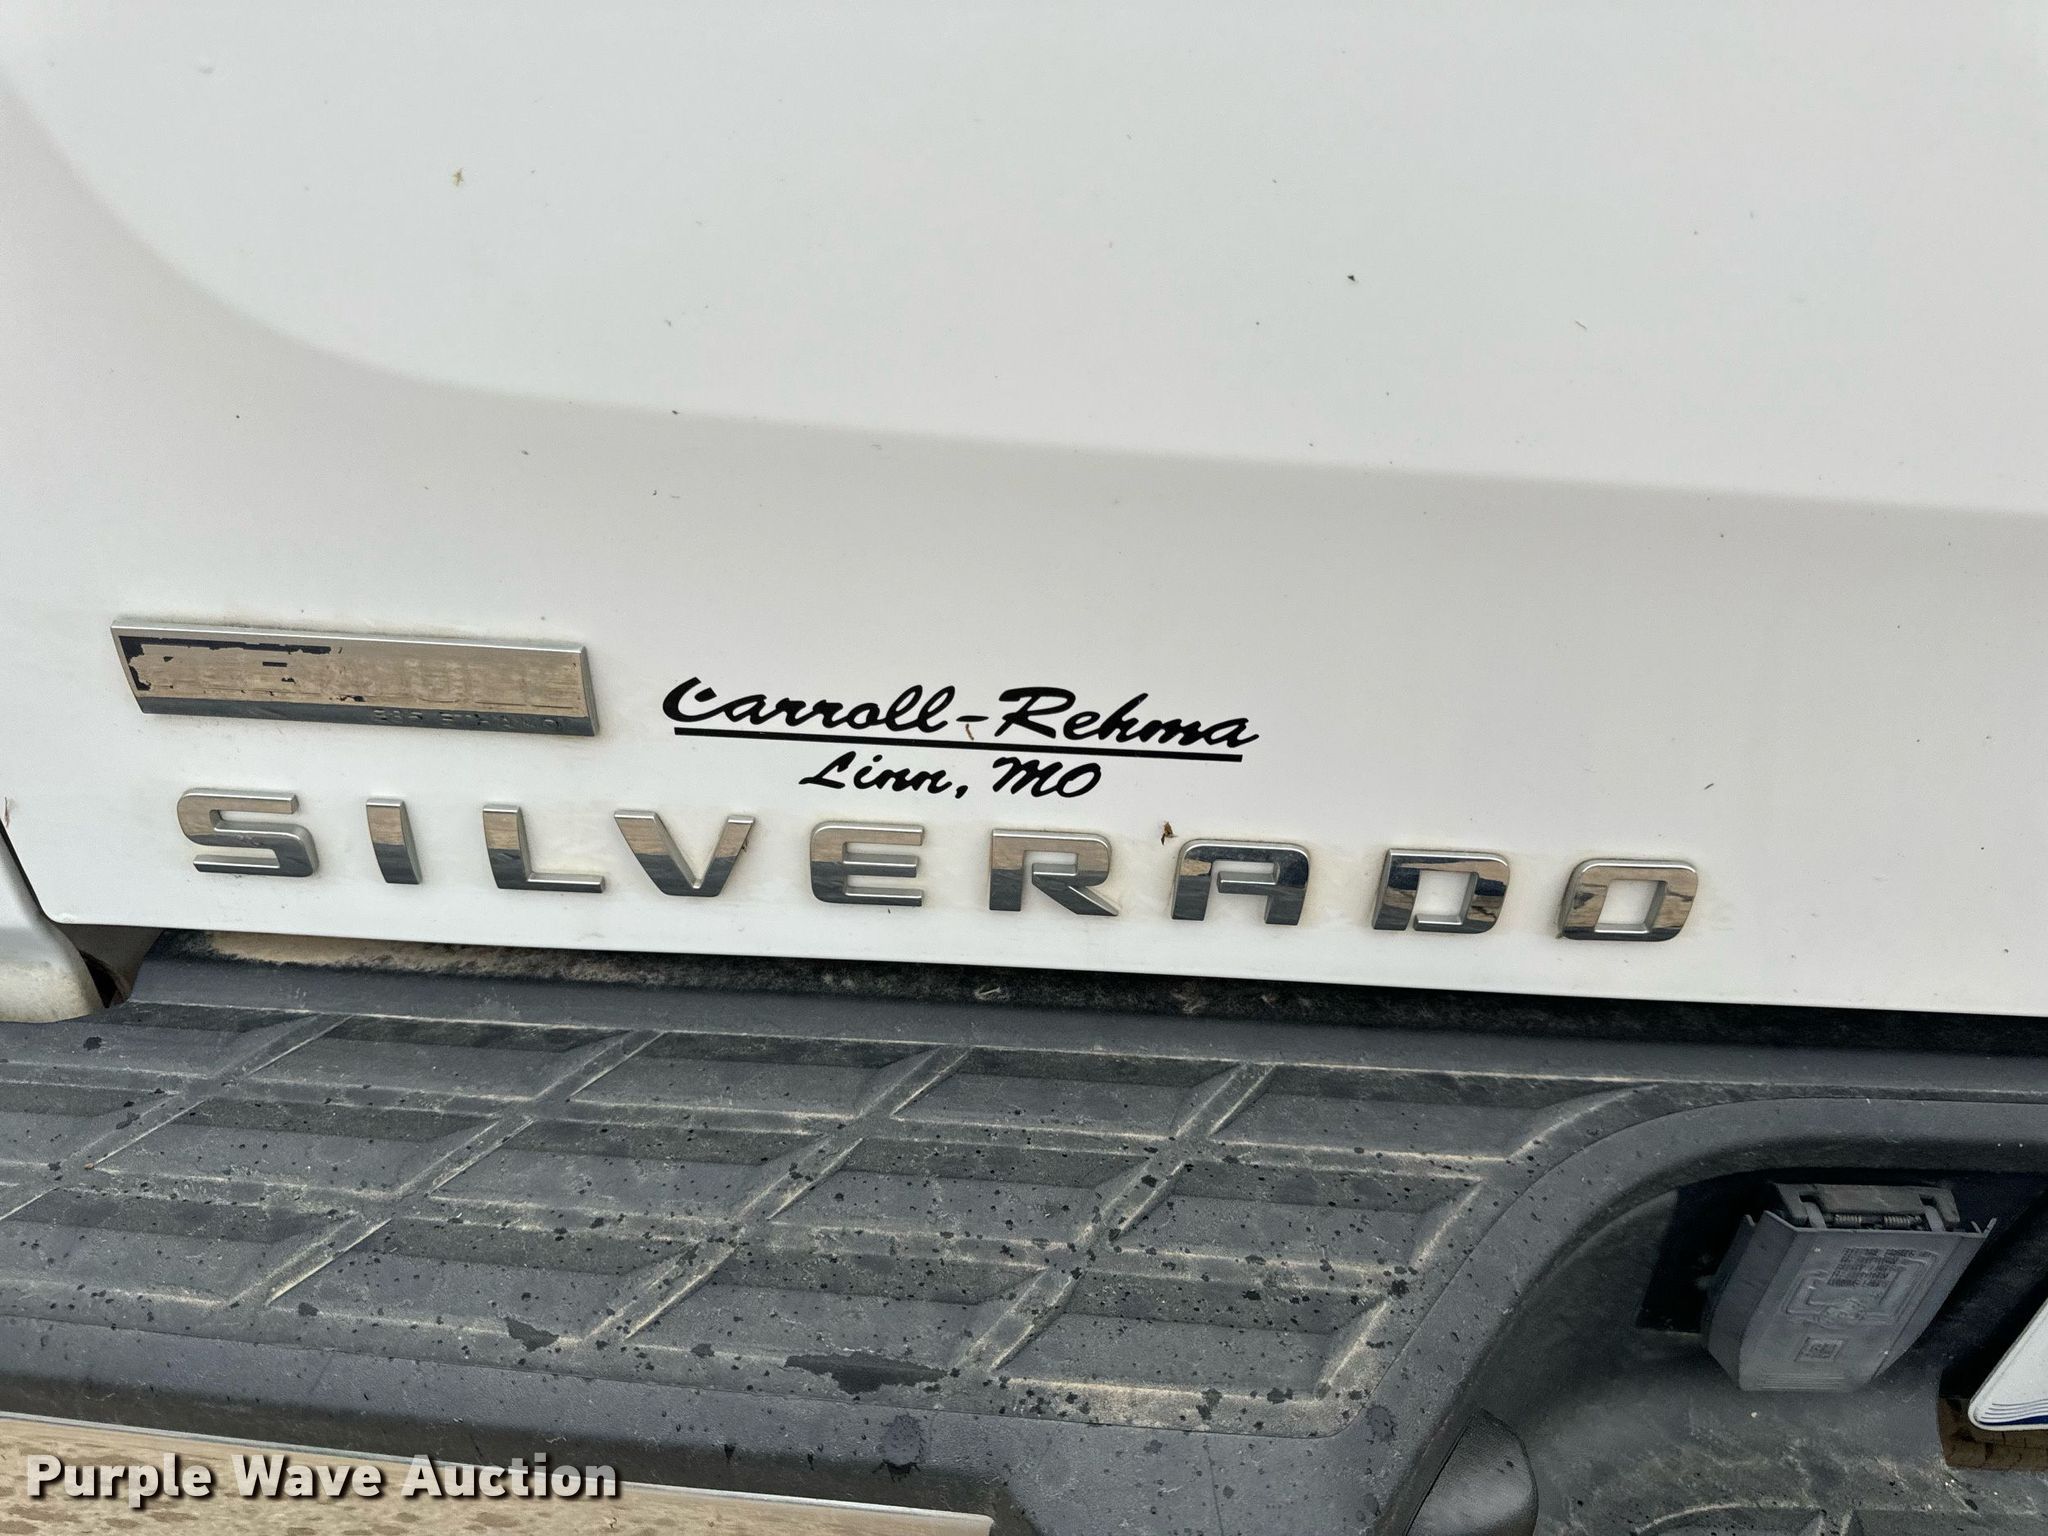 Carroll-Rehma
Linn, MO
SILVERADO
Purple Wave Auction